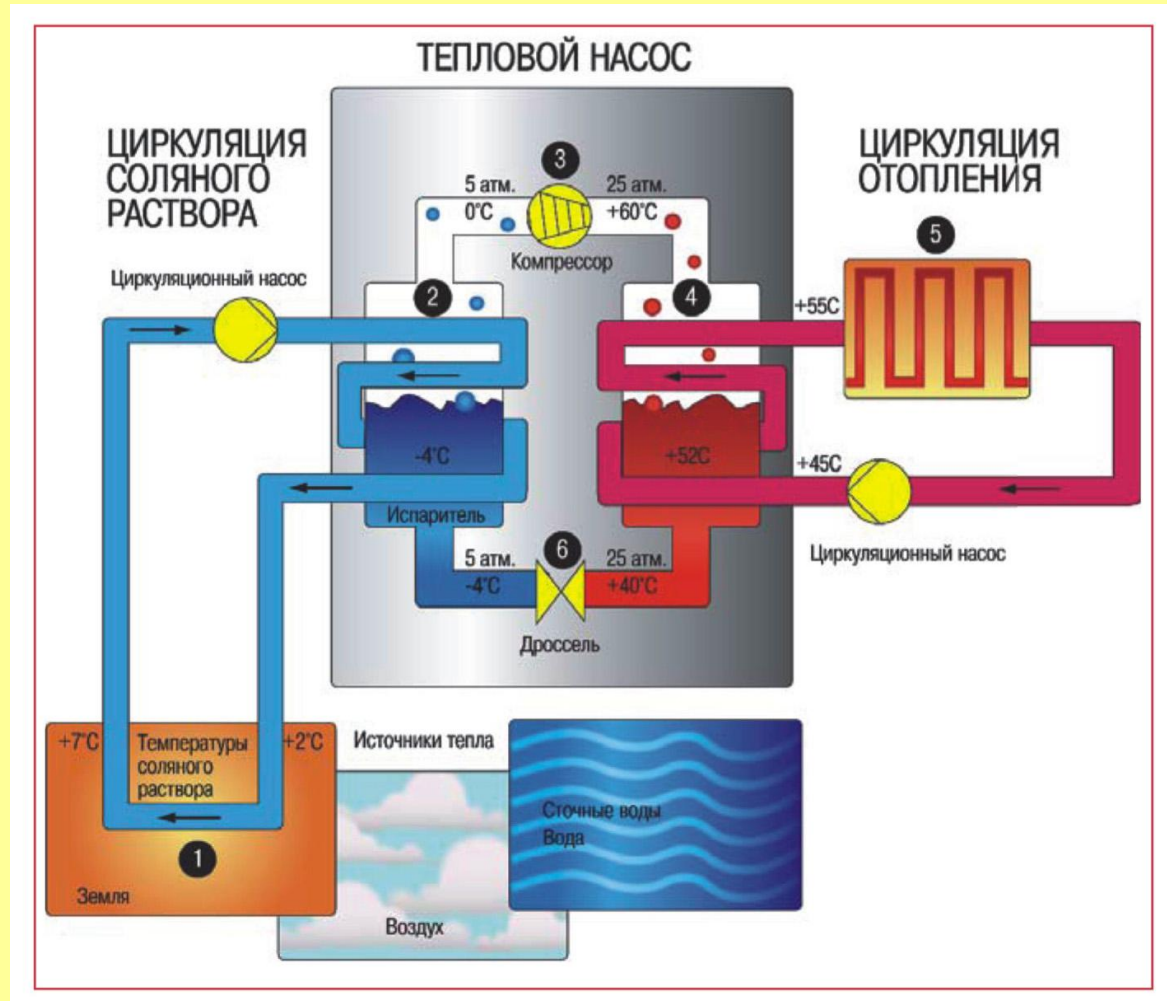 ТЕПЛОВОЙ НАСОС
ЦИРКУЛЯЦИЯ
СОЛЯНОГО
РАСТВОРА
Циркуляционный насос
3
5 атм.
0°C
25 атм.
+60°C
Компрессор
2
4
-4°C
Испаритель
+52C
5 атм.
-4°C
6
25 атм.
+40°C
Дроссель
ЦИРКУЛЯЦИЯ
ОТОПЛЕНИЯ
5
+55C
+45C
Циркуляционный насос
+7°C
Температуры
соляного
раствора
+2°C
1
Земля
Источники тепла
Воздух
Сточные воды
Вода